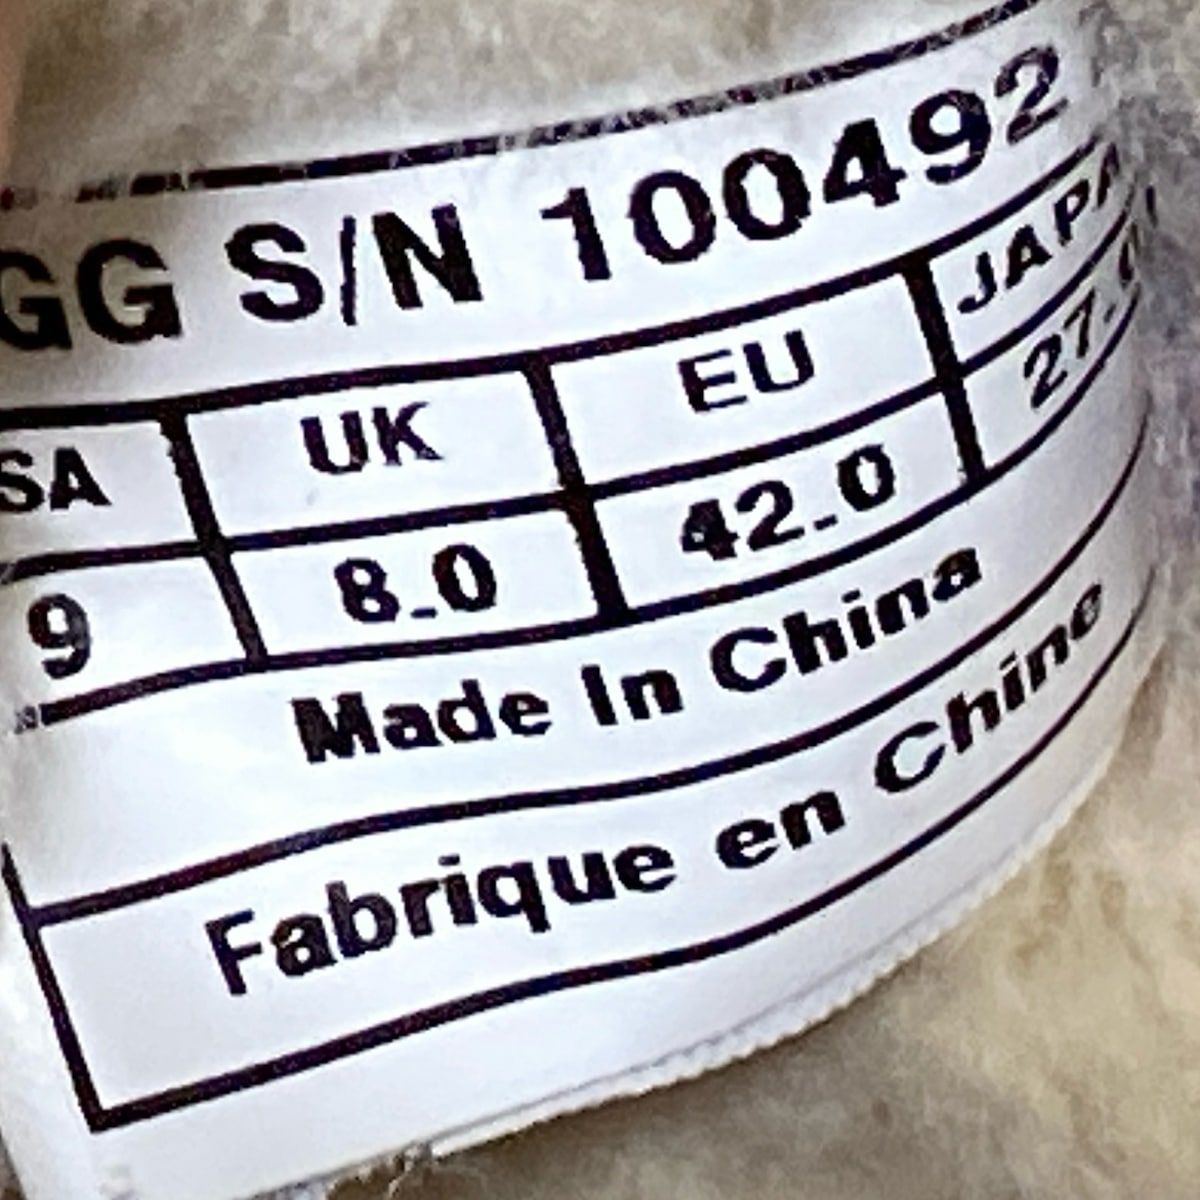 GG S/N 100492
SA UK EU JAPA
9 8.0 42.0 27.0
Made In China
Fabrique en Chine